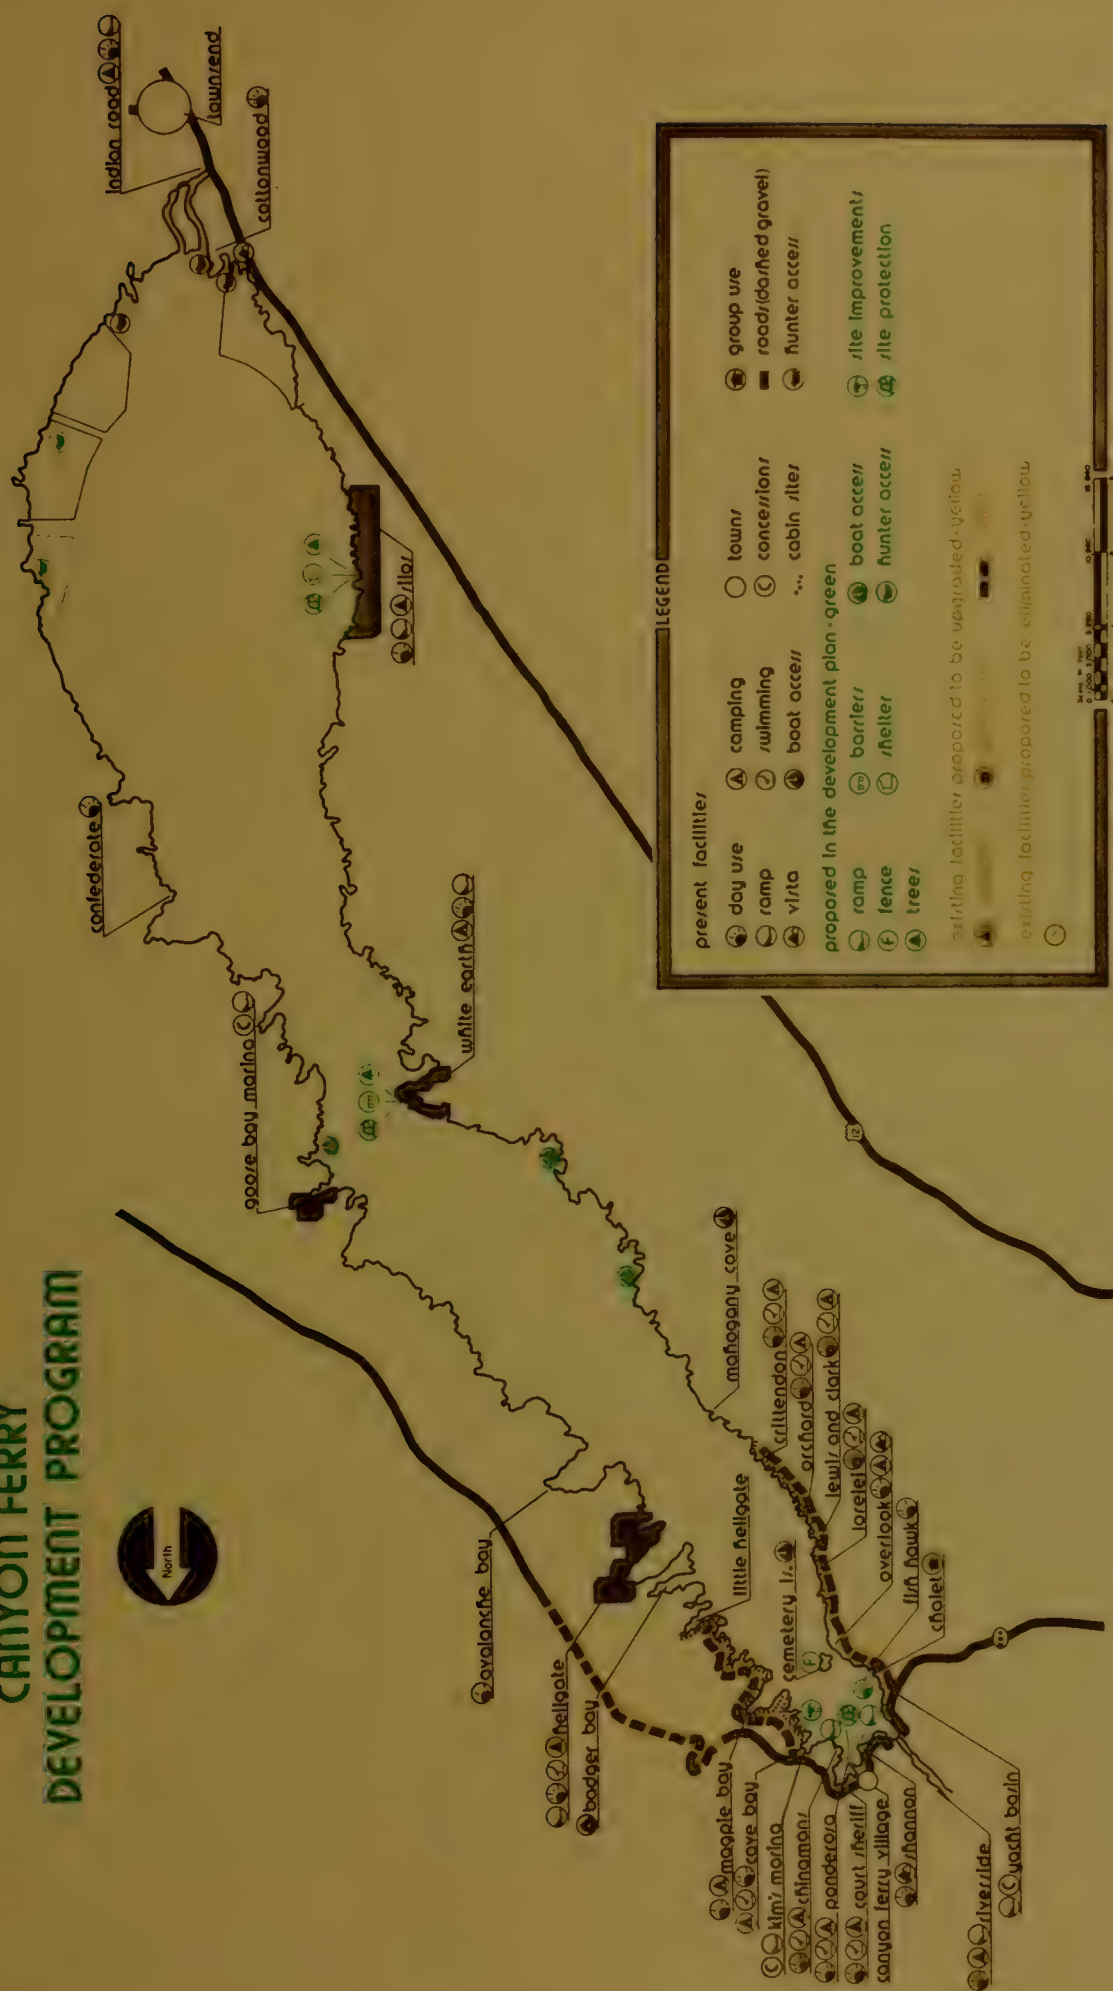 CANYON FERRY
DEVELOPMENT PROGRAM
North
indian road
townsend
cottonwood
confederate
silos
goose bay marina C
white earth
avalanche bay
hellgate
badger bay
little hellgate
mahogany cove
crittendon
orchard
lewis and clark
lorelei
overlook
fish hawk
chalet
cemetery is.
F
magpie bay
cave bay
C kim's marina
chinamans
ponderosa
court sheriff
canyon ferry village
shannon
riverside
C yacht basin
12
LEGEND
present facilities
day use
camping
towns
group use
ramp
swimming
C concessions
roads (dashed gravel)
vista
boat access
cabin sites
hunter access
proposed in the development plan - green
ramp
barriers
boat access
site improvements
F fence
shelter
hunter access
site protection
trees
existing facilities proposed to be upgraded - yellow
existing facilities proposed to be eliminated - yellow